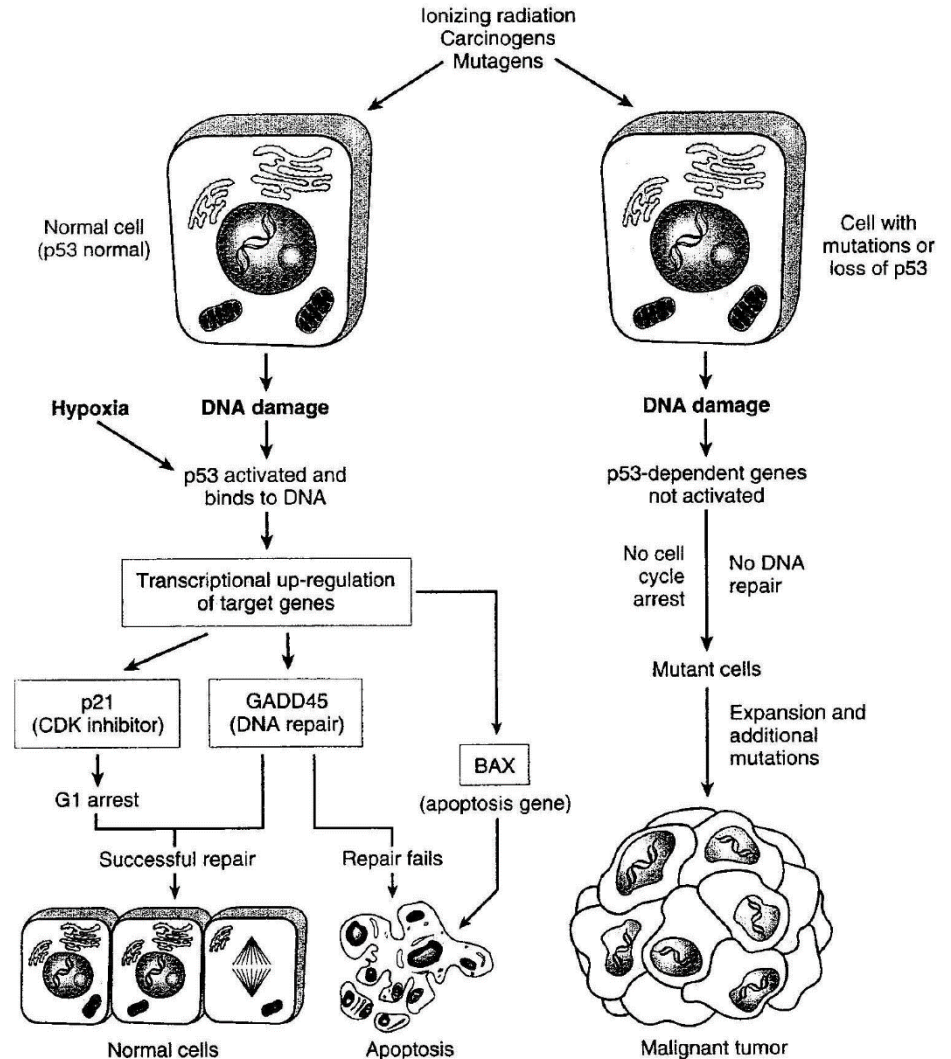 Ionizing radiation
Carcinogens
Mutagens
Normal cell
(p53 normal)
Cell with
mutations or
loss of p53
Hypoxia
DNA damage
DNA damage
p53 activated and
binds to DNA
p53-dependent genes
not activated
Transcriptional up-regulation
of target genes
No cell
cycle
arrest
No DNA
repair
p21
(CDK inhibitor)
GADD45
(DNA repair)
Mutant cells
BAX
(apoptosis gene)
Expansion and
additional
mutations
G1 arrest
Successful repair
Repair fails
Normal cells
Apoptosis
Malignant tumor